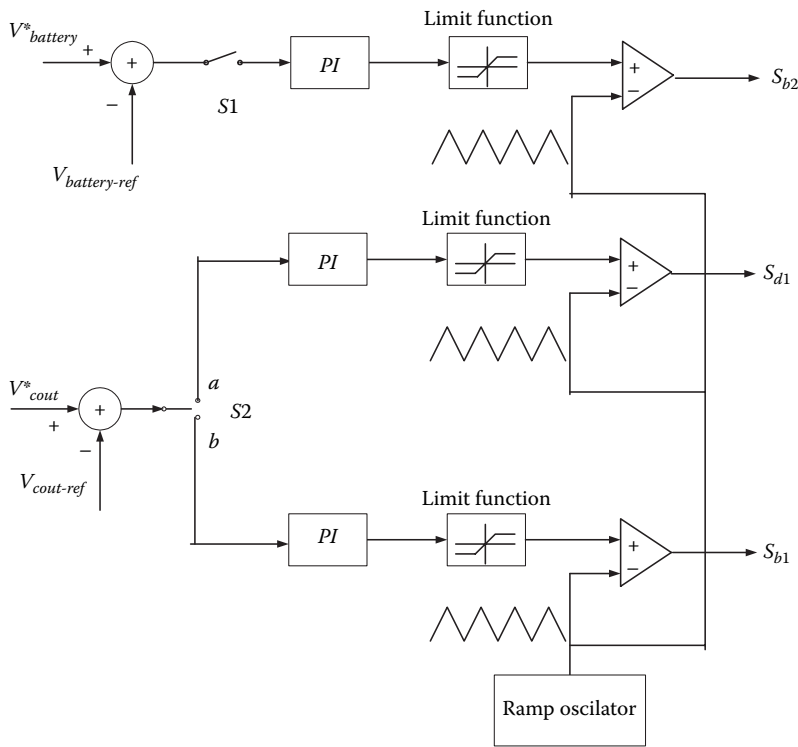 Limit function
V*battery
+
+
−
S1
PI
+
−
Sb2
Vbattery-ref
Limit function
PI
+
−
Sd1
a
V*cout
+
+
−
S2
b
Vcout-ref
Limit function
PI
+
−
Sb1
Ramp oscilator